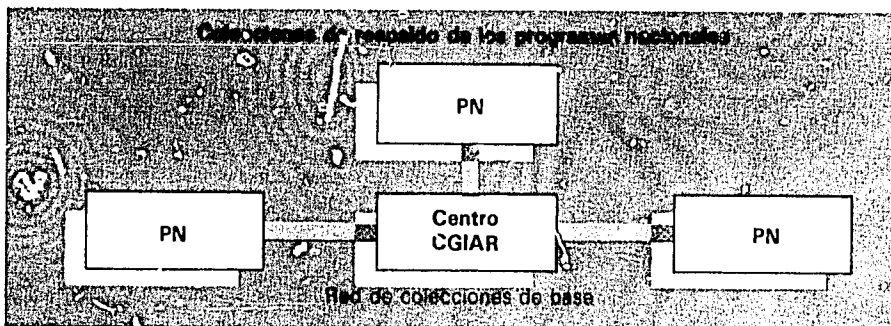 Colecciones de respaldo de los programas nacionales
PN
PN
Centro
CGIAR
PN
Red de colecciones de base